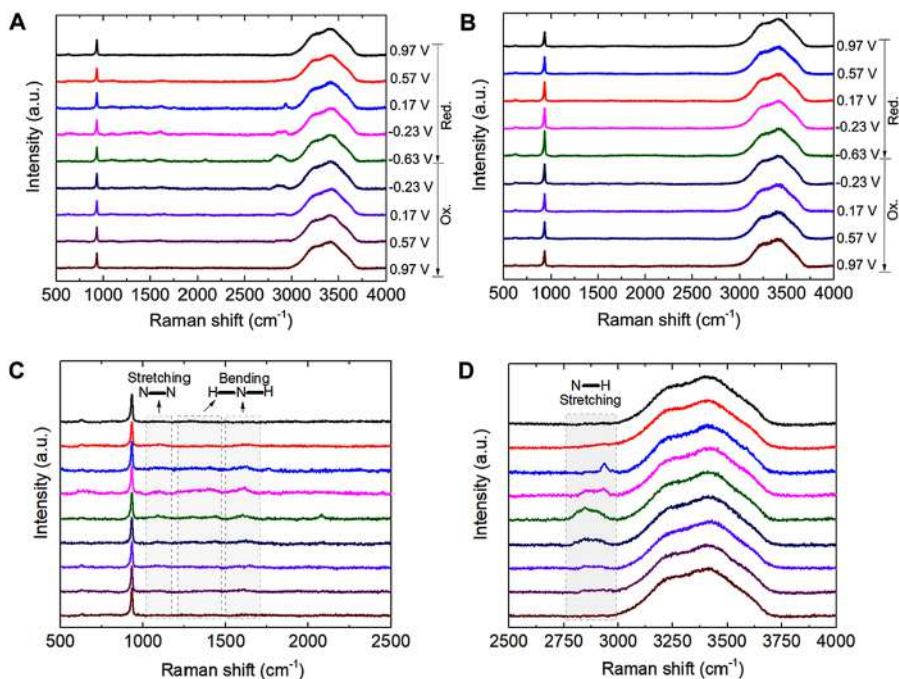 A
Intensity (a.u.)
0.97 V
0.57 V
0.17 V
-0.23 V
-0.63 V
-0.23 V
0.17 V
0.57 V
0.97 V
Red.
Ox.
500 1000 1500 2000 2500 3000 3500 4000
Raman shift (cm⁻¹)
B
Intensity (a.u.)
0.97 V
0.57 V
0.17 V
-0.23 V
-0.63 V
-0.23 V
0.17 V
0.57 V
0.97 V
Red.
Ox.
500 1000 1500 2000 2500 3000 3500 4000
Raman shift (cm⁻¹)
C
Stretching
N—N
Bending
H—N—H
Intensity (a.u.)
500 1000 1500 2000 2500
Raman shift (cm⁻¹)
D
N—H
Stretching
Intensity (a.u.)
2500 2750 3000 3250 3500 3750 4000
Raman shift (cm⁻¹)